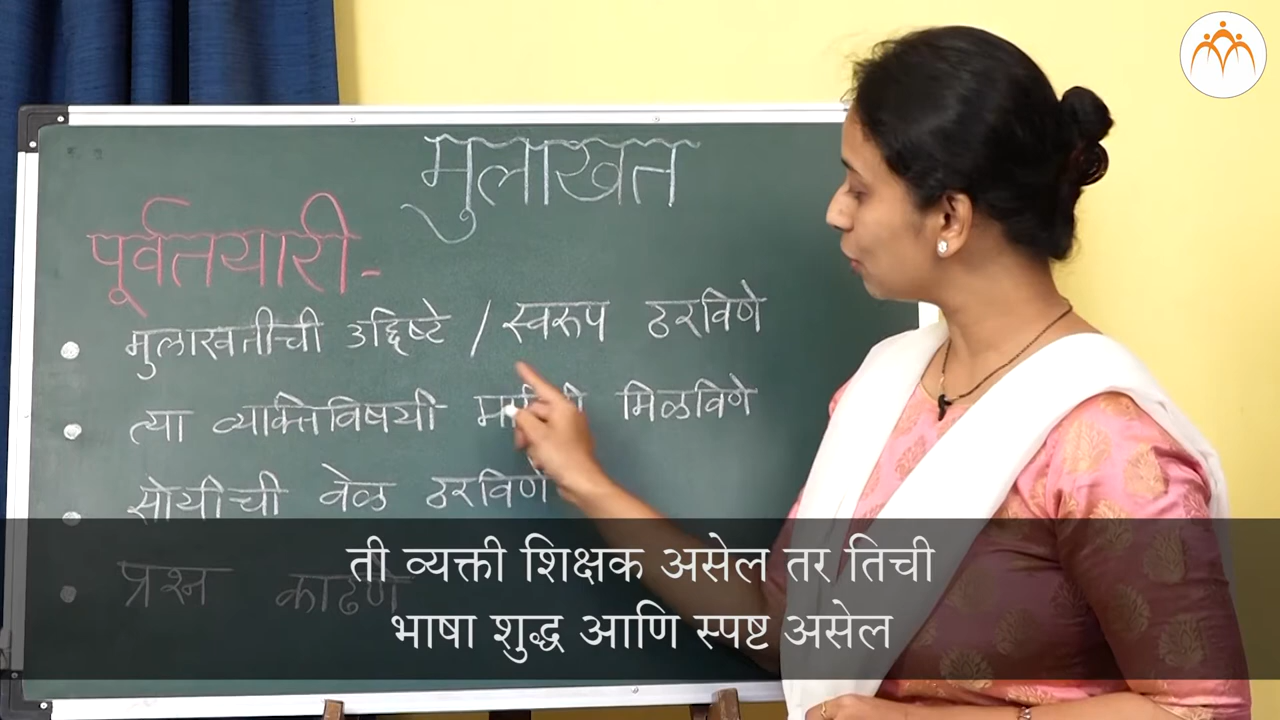 मुलाखत
पूर्वतयारी -
मुलाखतीची उद्दिष्टे / स्वरूप ठरविणे
त्या व्यक्तिविषयी मिळविणे
सोयीची वेळ ठरविणे
प्रश्न काढणे
ती व्यक्ती शिक्षक असेल तर तिची
भाषा शुद्ध आणि स्पष्ट असेल